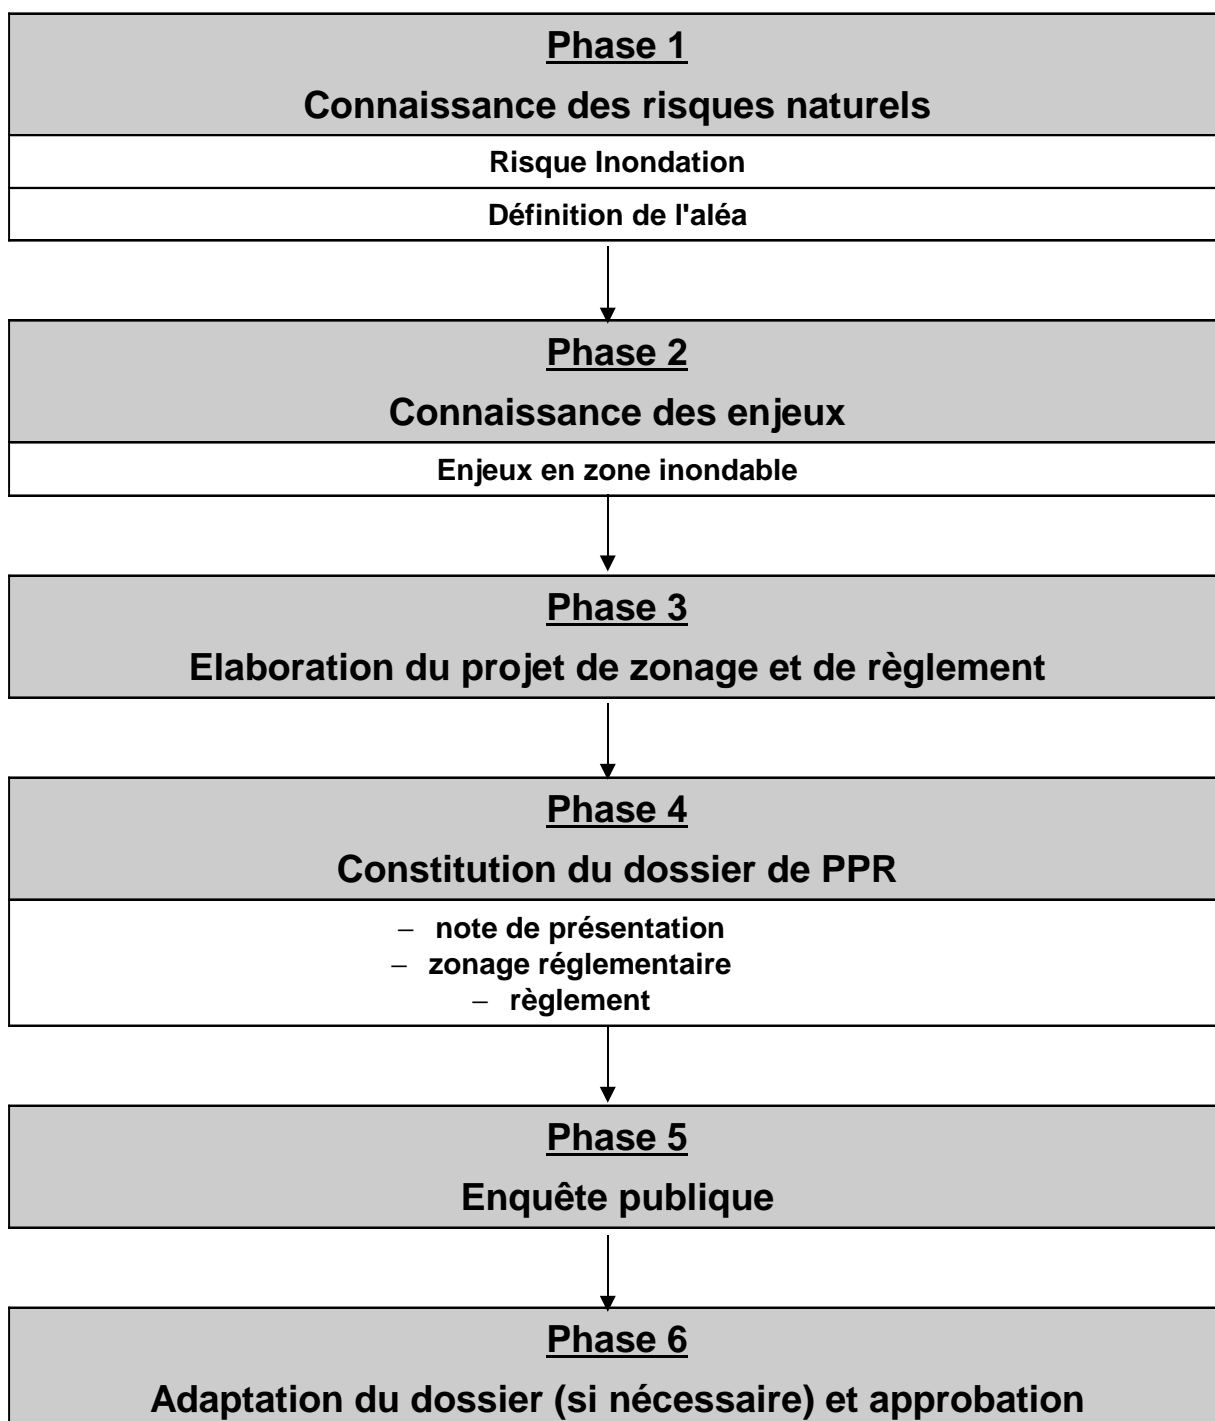 Phase 1
Connaissance des risques naturels
Risque Inondation
Définition de l'aléa
Phase 2
Connaissance des enjeux
Enjeux en zone inondable
Phase 3
Elaboration du projet de zonage et de règlement
Phase 4
Constitution du dossier de PPR
– note de présentation
– zonage réglementaire
– règlement
Phase 5
Enquête publique
Phase 6
Adaptation du dossier (si nécessaire) et approbation